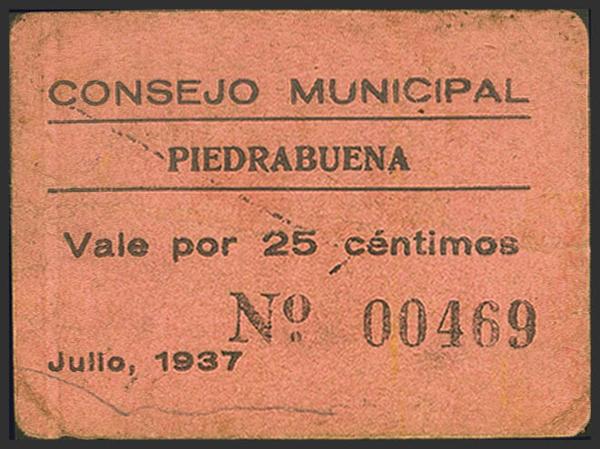 CONSEJO MUNICIPAL
PIEDRABUENA
Vale por 25 céntimos
Nº 00469
Julio, 1937